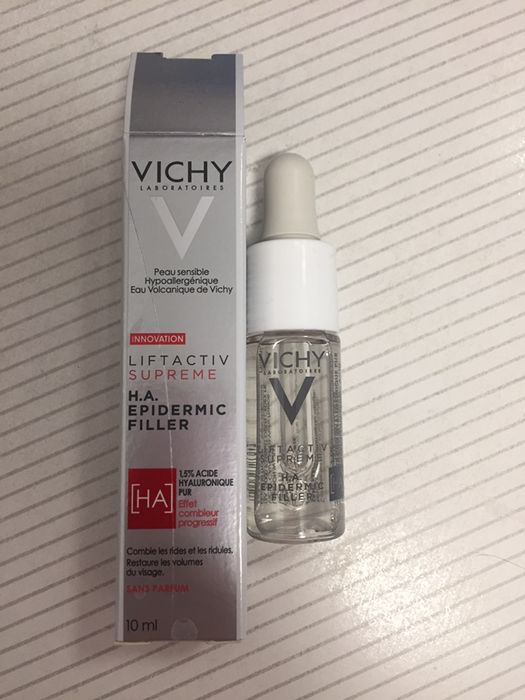 VICHY
LABORATOIRES
V
Peau sensible
Hypoallergénique
Eau Volcanique de Vichy
INNOVATION
LIFTACTIV
SUPREME
H.A.
EPIDERMIC
FILLER
[HA]
1,5% ACIDE
HYALURONIQUE
PUR
Effet
combleur
progressif
Comble les rides et les ridules.
Restaure les volumes
du visage.
SANS PARFUM
10 ml
VICHY
LABORATOIRES
V
LIFTACTIV
SUPREME
H.A.
EPIDERMIC
FILLER